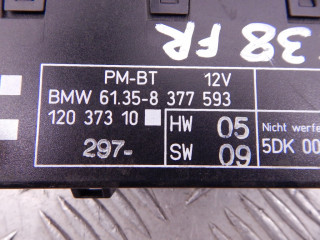 38 FR
PM-BT 12V
BMW 61.35-8 377 593
120 373 10 HW 05 Nicht werfe
297- SW 09 5DK 00